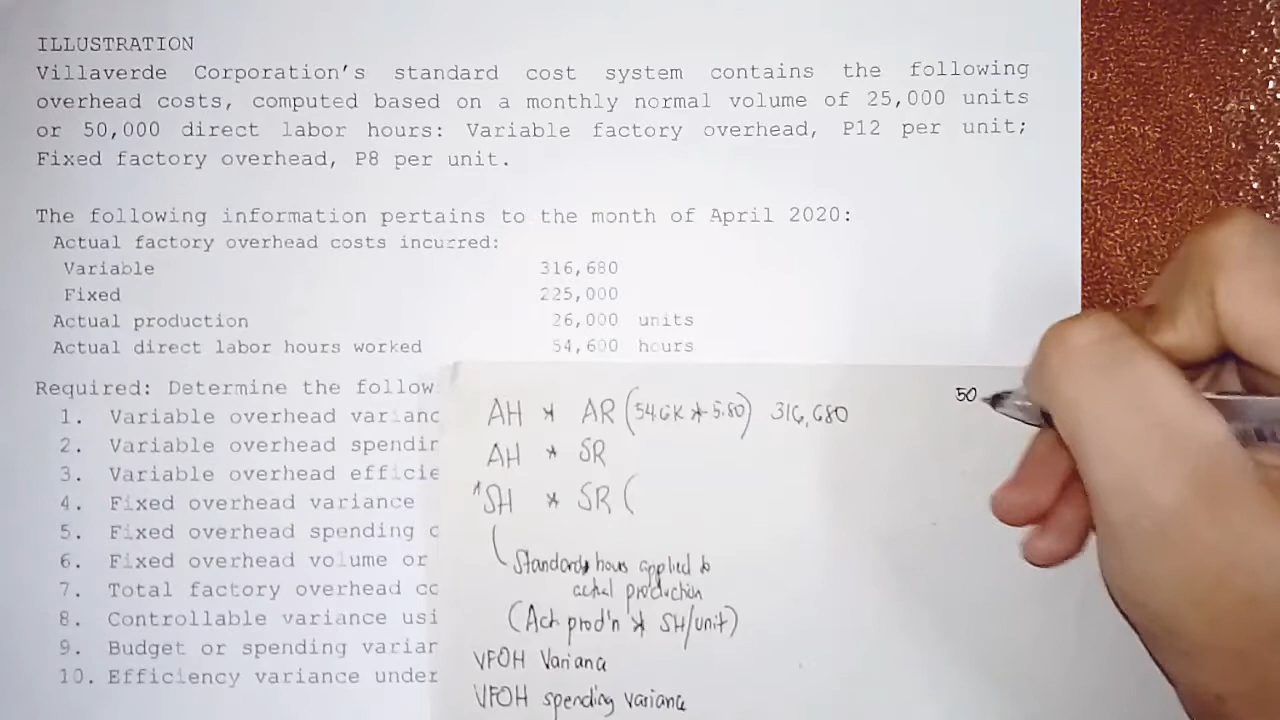 ILLUSTRATION
Villaverde Corporation's standard cost system contains the following
overhead costs, computed based on a monthly normal volume of 25,000 units
or 50,000 direct labor hours: Variable factory overhead, P12 per unit;
Fixed factory overhead, P8 per unit.
The following information pertains to the month of April 2020:
Actual factory overhead costs incurred:
Variable 316,680
Fixed 225,000
Actual production 26,000 units
Actual direct labor hours worked 54,600 hours
Required: Determine the follow
1. Variable overhead varianc
2. Variable overhead spendin
3. Variable overhead efficie
4. Fixed overhead variance
5. Fixed overhead spending o
6. Fixed overhead volume or
7. Total factory overhead co
8. Controllable variance usi
9. Budget or spending varian
10. Efficiency variance under
AH * AR (54.6K * 5.80) 316,680
50
AH * SR
^SH * SR (
Standard hours applied to
actual production
(Act prod'n * SH/unit)
VFOH Variance
VFOH spending variance